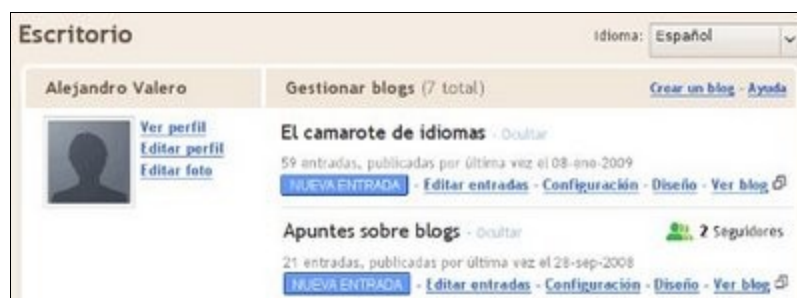 Escritorio
Idioma: Español
Alejandro Valero
Gestionar blogs (7 total)
Crear un blog - Ayuda
Ver perfil
Editar perfil
Editar foto
El camarote de idiomas - Ocultar
59 entradas, publicadas por última vez el 08-ene-2009
NUEVA ENTRADA - Editar entradas - Configuración - Diseño - Ver blog
Apuntes sobre blogs - Ocultar
2 Seguidores
21 entradas, publicadas por última vez el 28-sep-2008
NUEVA ENTRADA - Editar entradas - Configuración - Diseño - Ver blog